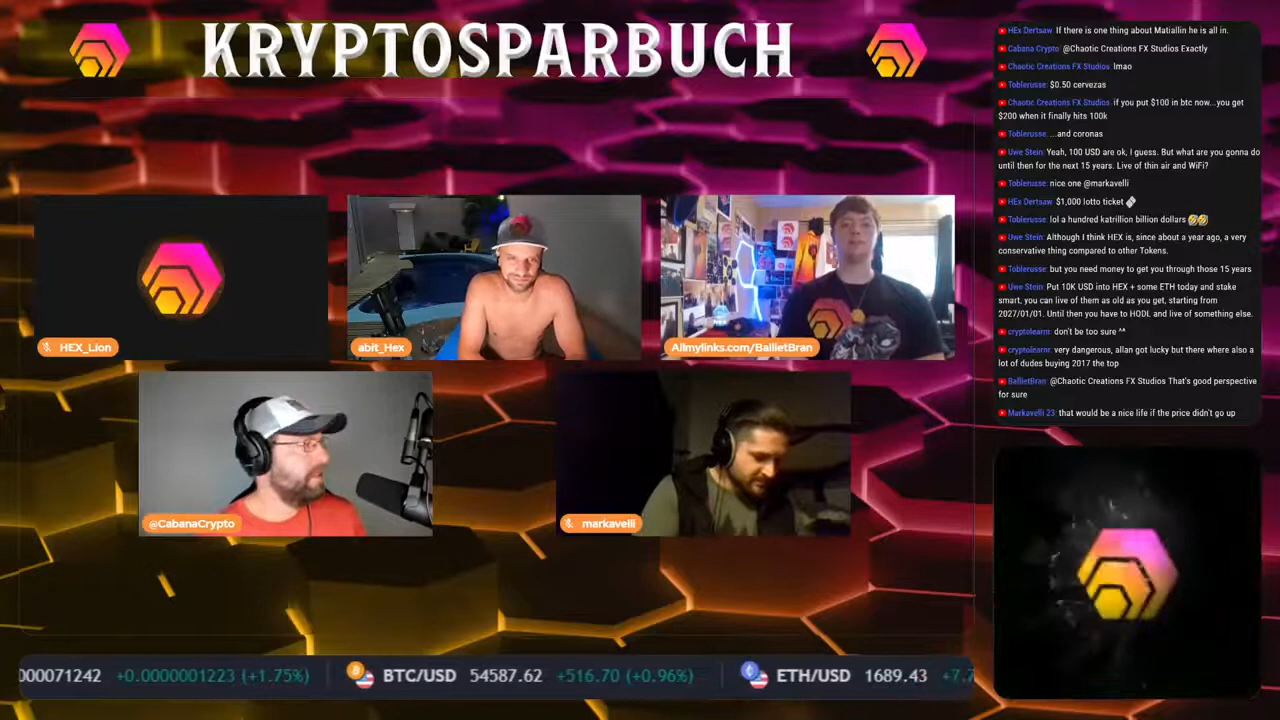 KRYPTOSPARBUCH
HEX_Lion
abit_Hex
Allmylinks.com/BallietBran
@CabanaCrypto
markavelli
HEx Dertsaw If there is one thing about Matiallin he is all in.
Cabana Crypto: @Chaotic Creations FX Studios Exactly
Chaotic Creations FX Studios lmao
Toblerusse: $0.50 cervezas
Chaotic Creations FX Studios if you put $100 in btc now...you get
$200 when it finally hits 100k
Toblerusse: ...and coronas
Uwe Stein: Yeah, 100 USD are ok, I guess. But what are you gonna do
until then for the next 15 years. Live of thin air and WiFi?
Toblerusse: nice one @markavelli
HEx Dertsaw $1,000 lotto ticket
Toblerusse: lol a hundred katrillion billion dollars
Uwe Stein: Although I think HEX is, since about a year ago, a very
conservative thing compared to other Tokens.
Toblerusse: but you need money to get you through those 15 years
Uwe Stein: Put 10K USD into HEX + some ETH today and stake
smart, you can live of them as old as you get, starting from
2027/01/01. Until then you have to HODL and live of something else.
cryptolearnr: don't be too sure ^^
cryptolearnr: very dangerous, allan got lucky but there where also a
lot of dudes buying 2017 the top
BallietBran: @Chaotic Creations FX Studios That's good perspective
for sure
Markavelli 23: that would be a nice life if the price didn't go up
000071242 +0.0000001223 (+1.75%) BTC/USD 54587.62 +516.70 (+0.96%) ETH/USD 1689.43 +7.7